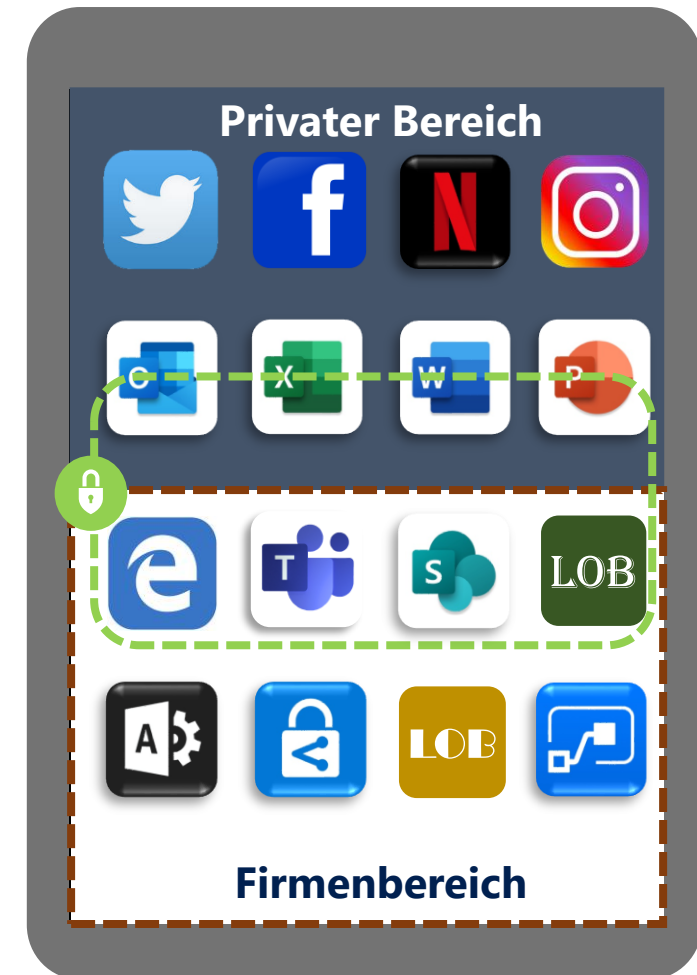 Privater Bereich
f N
O X W P
e T S LOB
A LOB
Firmenbereich